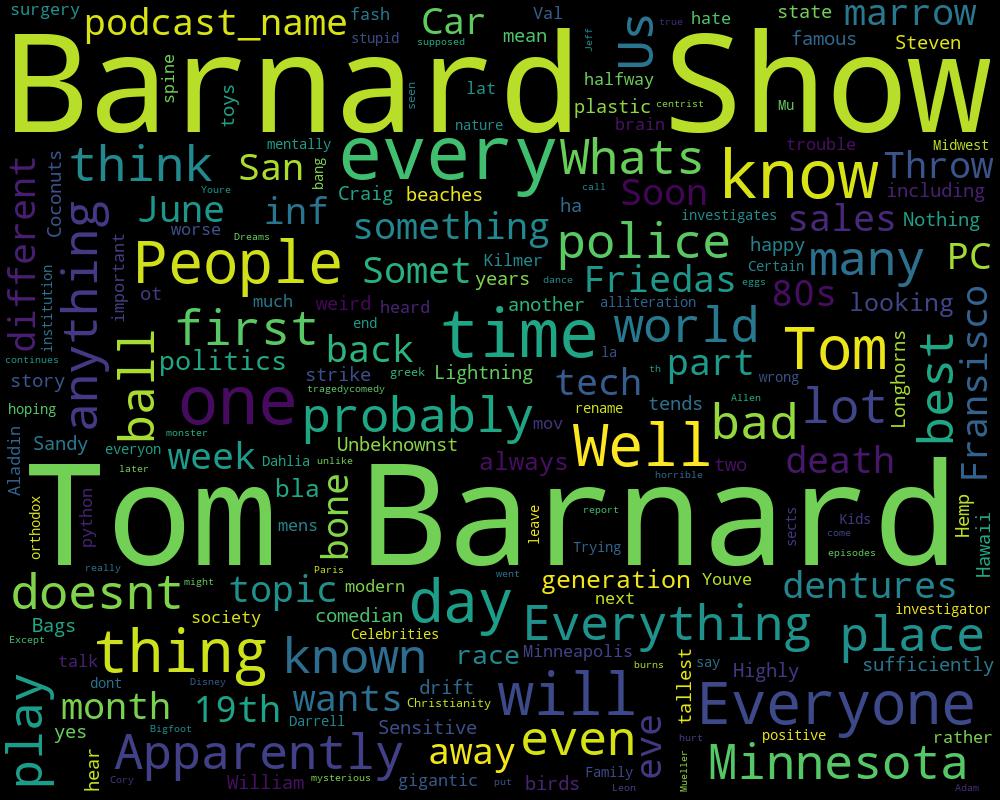 surgery
podcast_name
fash
stupid
supposed
Car
mean
Val
Jeff
Us
true
hate
state
famous
marrow
Steven
Barnard Show
spine
toys
seen
lat
nature
halfway
plastic
centrist
brain
Mu
trouble
Midwest
different
Coconuts
think
mentally
San
bang
every
Whats
know
Throw
including
Youre
Craig
beaches
call
Soon
anything
June
worse
inf
Dreams
something
ha
investigates
sales
Nothing
important
People
Somet
Kilmer
years
police
dance
Friedas
happy
Certain
eggs
many
PC
institution
ot
much
weird
heard
another
alliteration
80s
looking
Fransisco
continues
ball
first
end
back
time
la
world
Tom
Longhorns
best
story
politics
strike
greek
Lightning
tragedycomedy
tech
th
part
wrong
hoping
one
probably
mov
rename
tends
Allen
bad
lot
Aladdin
Sandy
everyon
monster
week
Dahlia
unlike
Unbeknownst
always
Well
two
horrible
death
later
Tom Barnard
orthodox
python
bla
mens
bone
leave
report
Trying
sects
Kids
come
episodes
Hemp
Hawaii
really
Paris
went
doesnt
might
topic
modern
day
generation
next
Youve
dentures
Bags
society
comedian
Celebrities
Everything
investigator
place
Except
talk
thing
known
race
Minneapolis
burns
say
Highly
sufficiently
dont
Disney
play
month
19th
wants
drift
Christianity
will
tallest
Everyone
yes
Bigfoot
Darrell
Sensitive
eve
hurt
positive
rather
hear
Apparently
away
even
Minnesota
Cory
William
mysterious
gigantic
put
birds
Family
Leon
Mueller
Adam